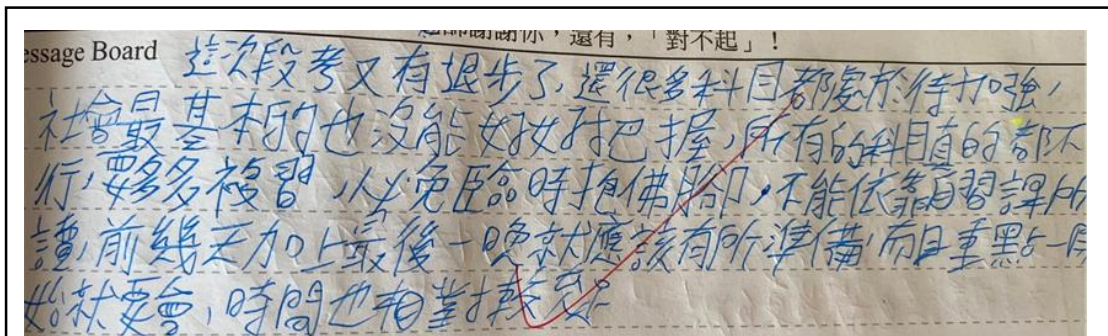 老師謝謝你，還有，「對不起」！
essage Board 這次段考又有退步了，還很多科目都處於待加強，
社會最基本的也沒能好好把握，所有的科目真的都不
行，要多多複習，以免臨時抱佛腳，不能依靠自習課所
讀，前幾天加上最後一晚就應該有所準備，而且重點一開
始就要會，時間也相對